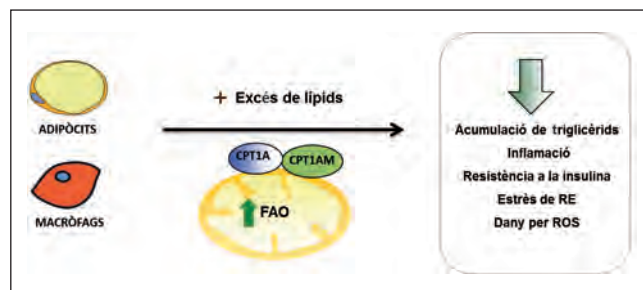 ADIPÒCITS
MACRÒFAGS
+ Excés de lípids
CPT1A
CPT1AM
FAO
Acumulació de triglicèrids
Inflamació
Resistència a la insulina
Estrès de RE
Dany per ROS